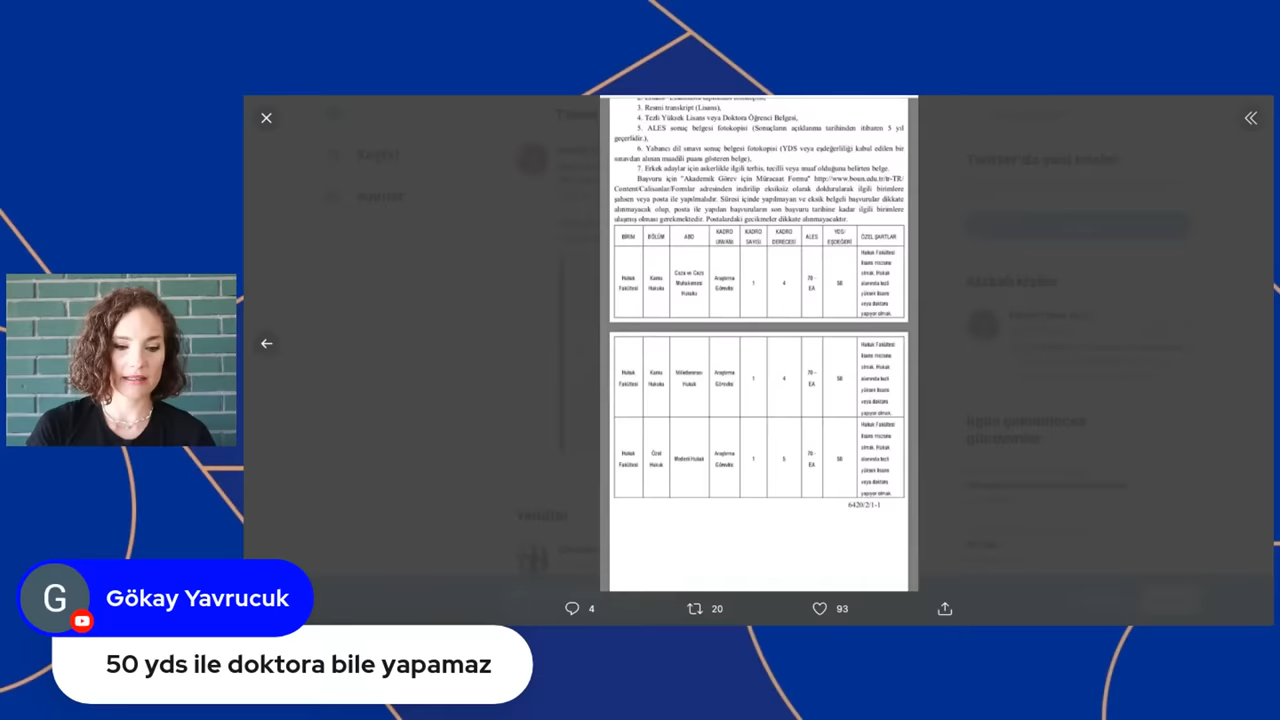 3. Resmi transkript (Lisans),
4. Tezli Yüksek Lisans veya Doktora Öğrenci Belgesi,
5. ALES sonuç belgesi fotokopisi (Sonuçların açıklanma tarihinden itibaren 5 yıl
geçerlidir.),
6. Yabancı dil sınavı sonuç belgesi fotokopisi (YDS veya eşdeğerliği kabul edilen bir
sınavdan alınan muadili puanı gösteren belge),
7. Erkek adaylar için askerlikle ilgili terhis, tecilli veya muaf olduğunu belirten belge.
Başvuru için "Akademik Görev için Müracaat Formu" http://www.boun.edu.tr/tr-TR/
Content/Calisanlar/Formlar adresinden indirilip eksiksiz olarak doldurularak ilgili birimlere
şahsen veya posta ile yapılmalıdır. Süresi içinde yapılmayan ve eksik belgeli başvurular dikkate
alınmayacak olup, posta ile yapılan başvuruların son başvuru tarihine kadar ilgili birimlere
ulaşmış olması gerekmektedir. Postalardaki gecikmeler dikkate alınmayacaktır.
BİRİM BÖLÜM ABD KADRO UNVANI KADRO SAYISI KADRO DERECESİ ALES YDS/ EŞDEĞERİ ÖZEL ŞARTLAR
Hukuk Fakültesi Kamu Hukuku Ceza ve Ceza Muhakemesi Hukuku Araştırma Görevlisi 1 4 70 - EA 50 Hukuk Fakültesi lisans mezunu olmak. Hukuk alanında tezli yüksek lisans veya doktora yapıyor olmak.
Hukuk Fakültesi Kamu Hukuku Milletlerarası Hukuk Araştırma Görevlisi 1 4 70 - EA 50 Hukuk Fakültesi lisans mezunu olmak. Hukuk alanında tezli yüksek lisans veya doktora yapıyor olmak.
Hukuk Fakültesi Özel Hukuk Medeni Hukuk Araştırma Görevlisi 1 5 70 - EA 50 Hukuk Fakültesi lisans mezunu olmak. Hukuk alanında tezli yüksek lisans veya doktora yapıyor olmak.
6420/2/1-1
4 20 93
G Gökay Yavrucuk
50 yds ile doktora bile yapamaz